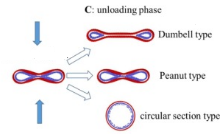 C: unloading phase
Dumbell type
Peanut type
circular section type